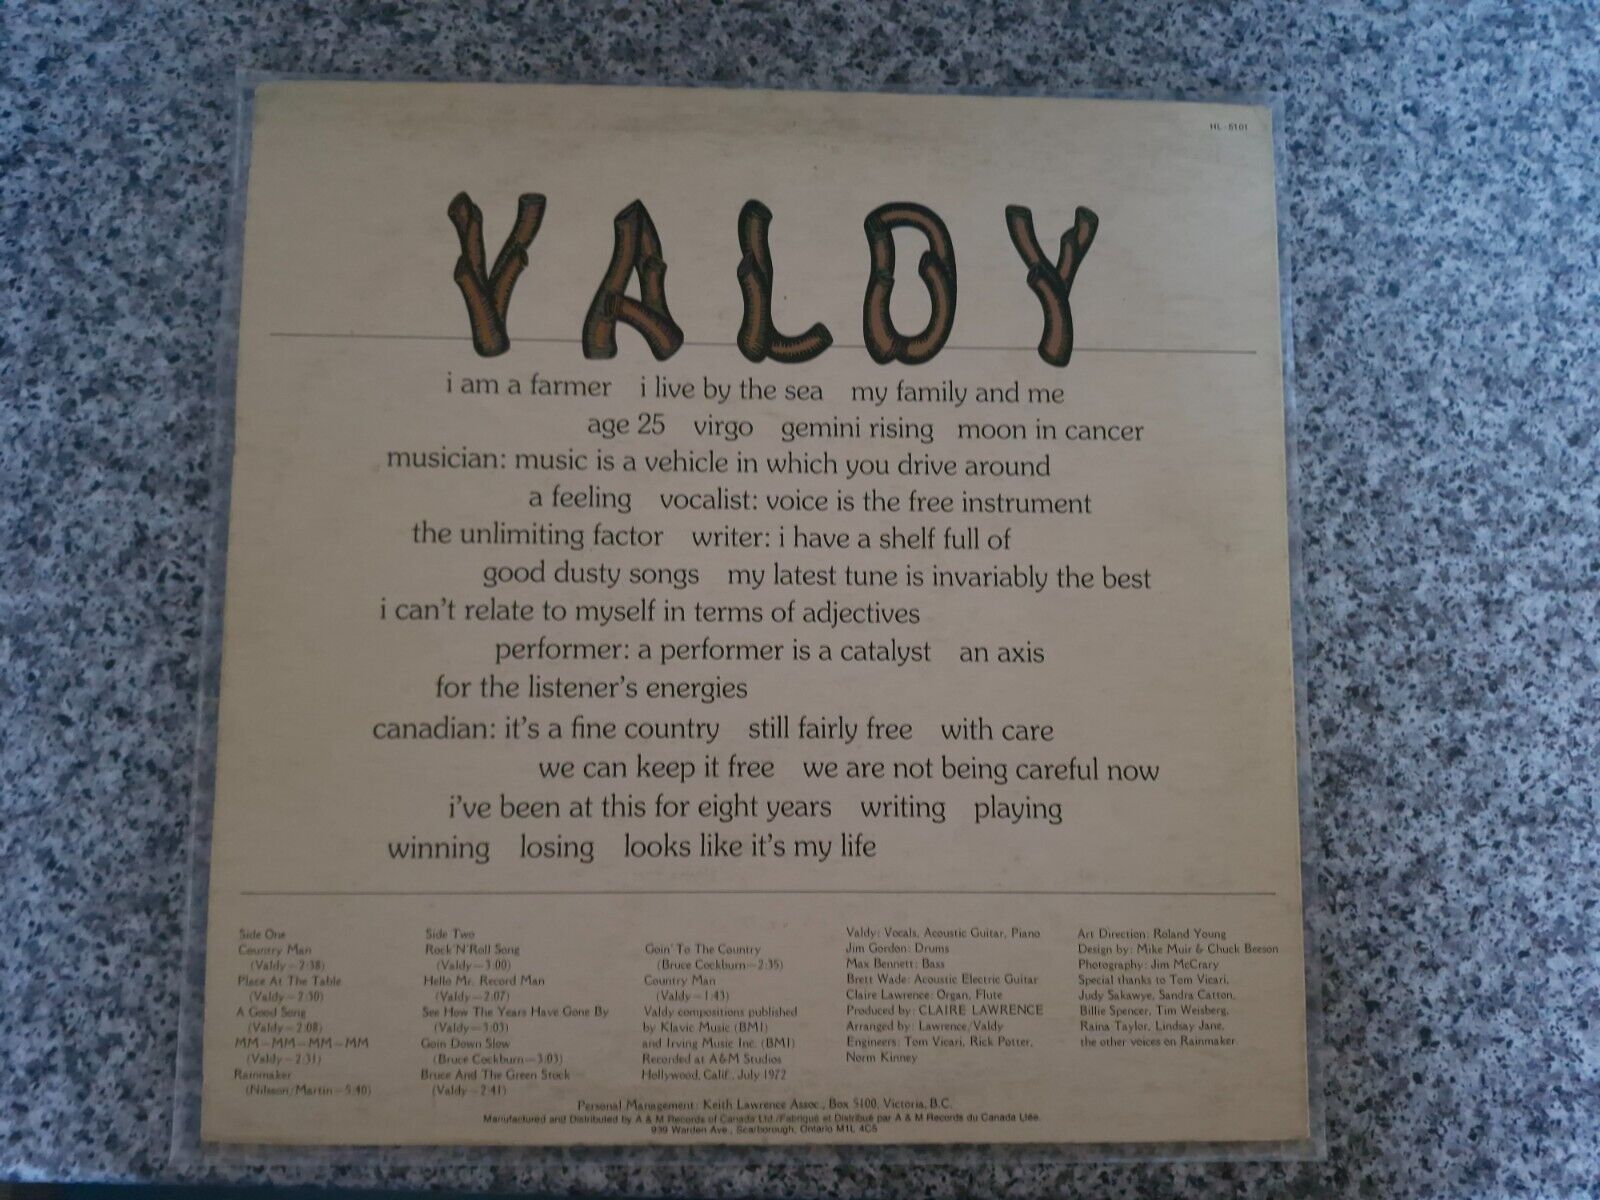 HL-5101
VALDY
i am a farmer i live by the sea my family and me
age 25 virgo gemini rising moon in cancer
musician: music is a vehicle in which you drive around
a feeling vocalist: voice is the free instrument
the unlimiting factor writer: i have a shelf full of
good dusty songs my latest tune is invariably the best
i can't relate to myself in terms of adjectives
performer: a performer is a catalyst an axis
for the listener's energies
canadian: it's a fine country still fairly free with care
we can keep it free we are not being careful now
i've been at this for eight years writing playing
winning losing looks like it's my life
Side One
Country Man
(Valdy—2:38)
Place At The Table
(Valdy—2:30)
A Good Song
(Valdy—2:08)
MM—MM—MM—MM
(Valdy—2:31)
Rainmaker
(Nilsson/Martin—5:40)
Side Two
Rock'N'Roll Song
(Valdy—3:00)
Hello Mr. Record Man
(Valdy—2:07)
See How The Years Have Gone By
(Valdy—3:03)
Goin Down Slow
(Bruce Cockburn—3:03)
Bruce And The Green Stock
(Valdy—2:41)
Goin' To The Country
(Bruce Cockburn—2:35)
Country Man
(Valdy—1:43)
Valdy compositions published
by Klavic Music (BMI)
and Irving Music Inc. (BMI)
Recorded at A&M Studios
Hollywood, Calif., July 1972
Valdy: Vocals, Acoustic Guitar, Piano
Jim Gordon: Drums
Max Bennett: Bass
Brett Wade: Acoustic Electric Guitar
Claire Lawrence: Organ, Flute
Produced by: CLAIRE LAWRENCE
Arranged by: Lawrence/Valdy
Engineers: Tom Vicari, Rick Potter,
Norm Kinney
Art Direction: Roland Young
Design by: Mike Muir & Chuck Beeson
Photography: Jim McCrary
Special thanks to Tom Vicari,
Judy Sakawye, Sandra Catton,
Billie Spencer, Tim Weisberg,
Raina Taylor, Lindsay Jane,
the other voices on Rainmaker
Personal Management: Keith Lawrence Assoc., Box 5100, Victoria, B.C.
Manufactured and Distributed by A & M Records of Canada Ltd./Fabriqué et Distribué par A & M Records du Canada Ltée.
939 Warden Ave., Scarborough, Ontario M1L 4C5